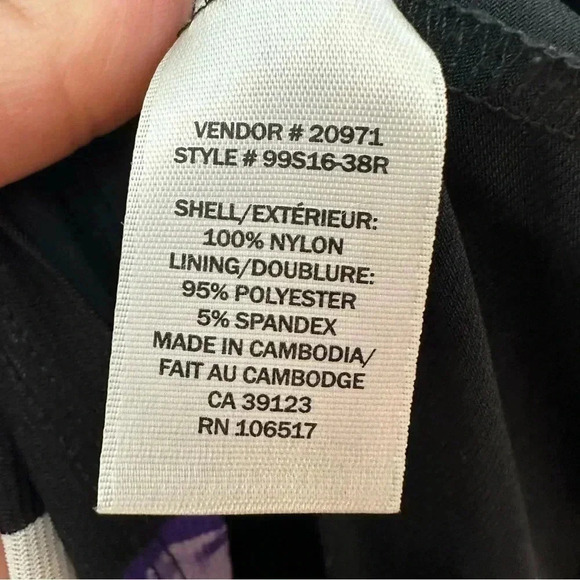 VENDOR # 20971
STYLE # 99S16-38R
SHELL/EXTÉRIEUR:
100% NYLON
LINING/DOUBLURE:
95% POLYESTER
5% SPANDEX
MADE IN CAMBODIA/
FAIT AU CAMBODGE
CA 39123
RN 106517